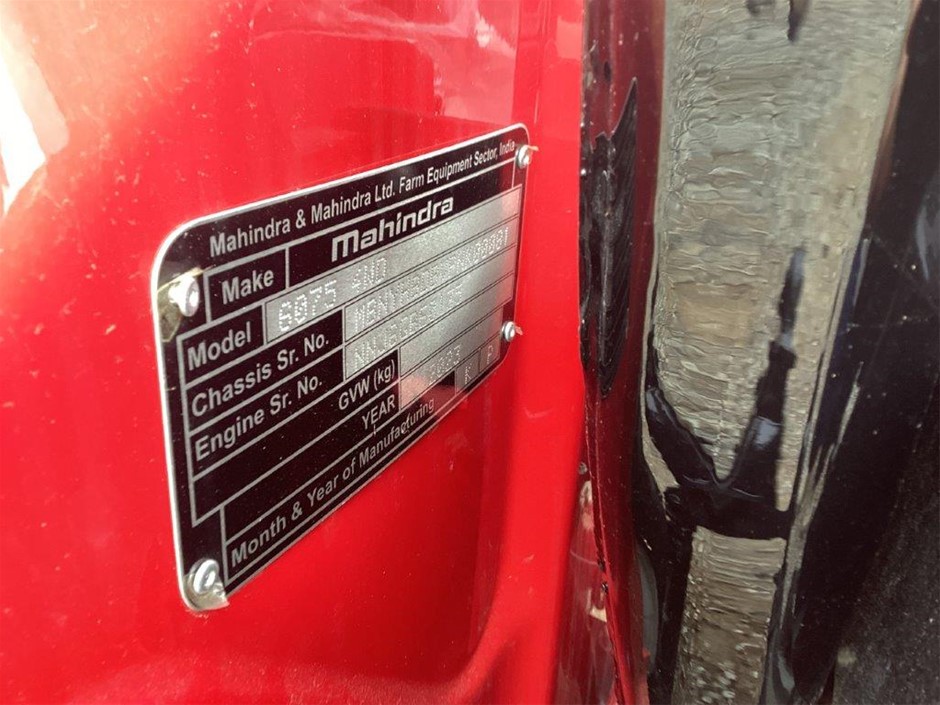 Mahindra & Mahindra Ltd. Farm Equipment Sector, India
Make Mahindra
Model 6075 4WD
Chassis Sr. No.
Engine Sr. No.
GVW (kg)
YEAR 2023
Month & Year of Manufacturing K P